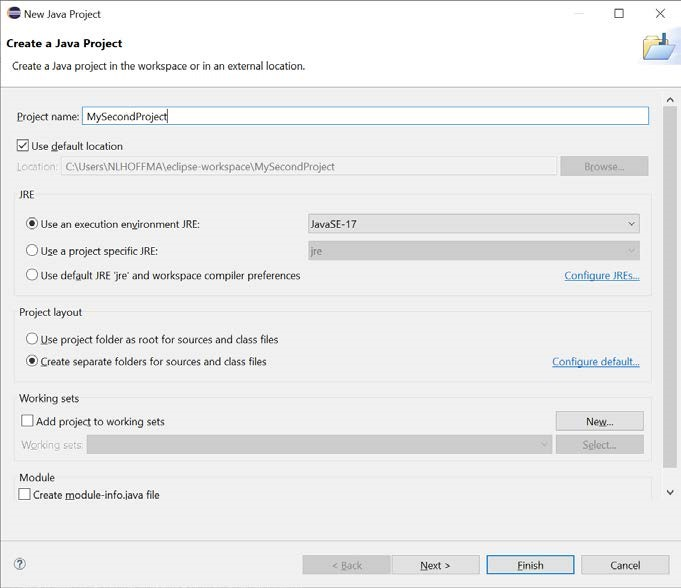 New Java Project
Create a Java Project
Create a Java project in the workspace or in an external location.
Project name: MySecondProject
Use default location
Location: C:\Users\NLHOFFMA\eclipse-workspace\MySecondProject Browse...
JRE
Use an execution environment JRE: JavaSE-17
Use a project specific JRE: jre
Use default JRE 'jre' and workspace compiler preferences Configure JREs...
Project layout
Use project folder as root for sources and class files
Create separate folders for sources and class files Configure default...
Working sets
Add project to working sets New...
Working sets: Select...
Module
Create module-info.java file
? < Back Next > Finish Cancel